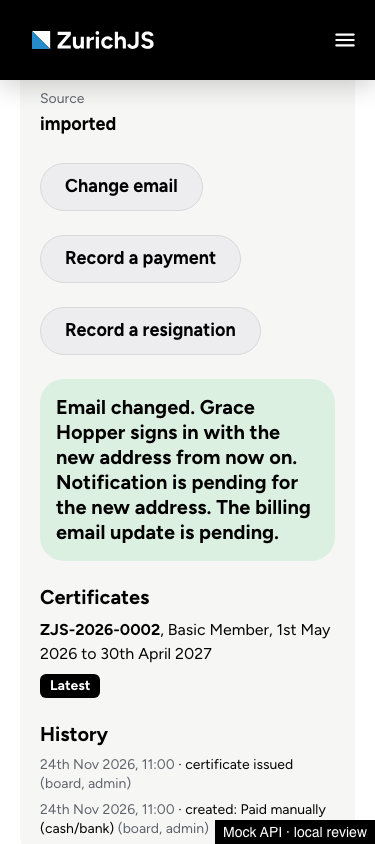 ZurichJS
Source
imported
Change email
Record a payment
Record a resignation
Email changed. Grace
Hopper signs in with the
new address from now on.
Notification is pending for
the new address. The billing
email update is pending.
Certificates
ZJS-2026-0002, Basic Member, 1st May
2026 to 30th April 2027
Latest
History
24th Nov 2026, 11:00 · certificate issued
(board, admin)
24th Nov 2026, 11:00 · created: Paid manually
(cash/bank) (board, admin)
Mock API · local review